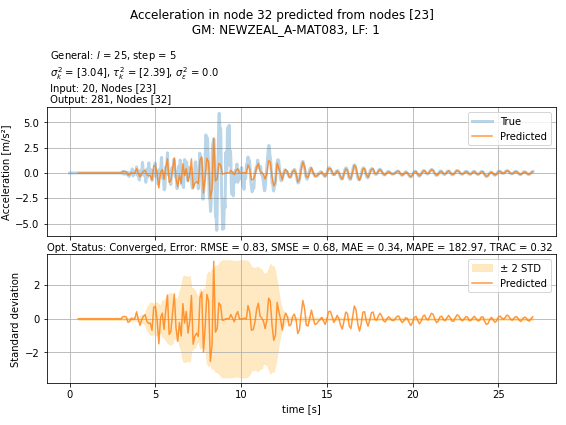 Acceleration in node 32 predicted from nodes [23]
GM: NEWZEAL_A-MAT083, LF: 1
General: l = 25, step = 5
σ²ₖ = [3.04], τ²ₖ = [2.39], σ²ε = 0.0
Input: 20, Nodes [23]
Output: 281, Nodes [32]
Acceleration [m/s²]
5.0
2.5
0.0
−2.5
−5.0
True
Predicted
Opt. Status: Converged, Error: RMSE = 0.83, SMSE = 0.68, MAE = 0.34, MAPE = 182.97, TRAC = 0.32
Standard deviation
2
0
−2
± 2 STD
Predicted
0 5 10 15 20 25
time [s]